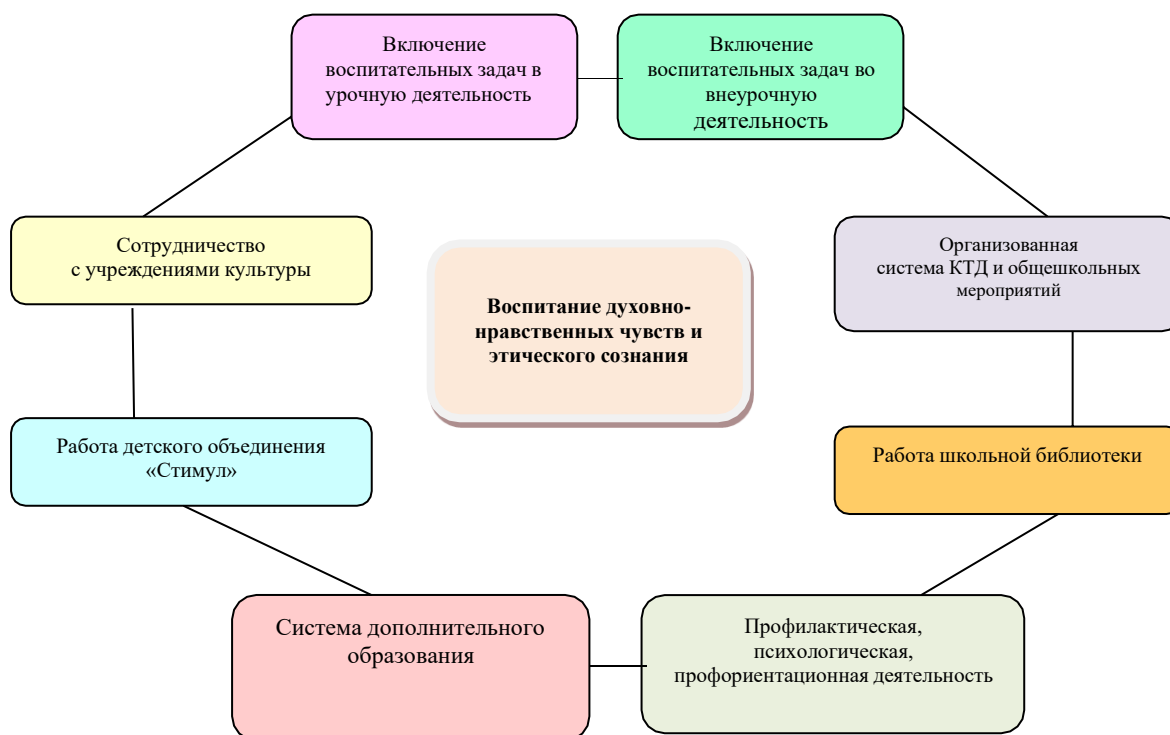 Включение
воспитательных задач в
урочную деятельность
Включение
воспитательных задач во
внеурочную
деятельность
Сотрудничество
с учреждениями культуры
Воспитание духовно-
нравственных чувств и
этического сознания
Организованная
система КТД и общешкольных
мероприятий
Работа детского объединения
«Стимул»
Работа школьной библиотеки
Система дополнительного
образования
Профилактическая,
психологическая,
профориентационная деятельность